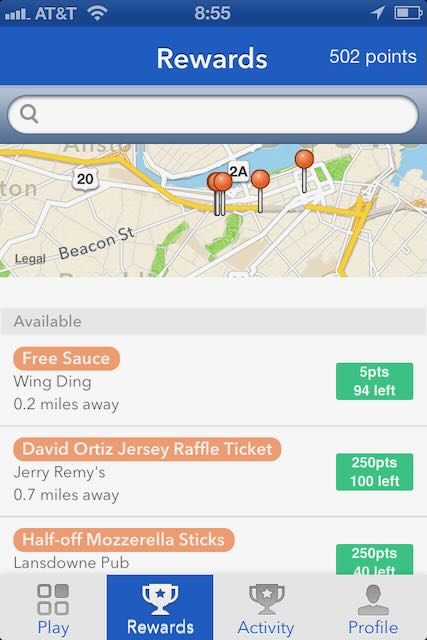 AT&T 8:55
Rewards
502 points
20
2A
Beacon St
Legal
Available
Free Sauce
Wing Ding
0.2 miles away
5pts
94 left
David Ortiz Jersey Raffle Ticket
Jerry Remy's
0.7 miles away
250pts
100 left
Half-off Mozzerella Sticks
Lansdowne Pub
250pts
40 left
Play
Rewards
Activity
Profile